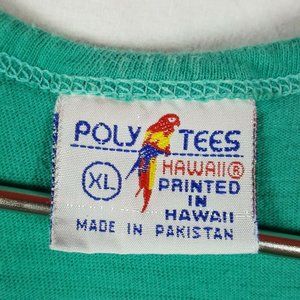 POLY TEES
XL
HAWAII®
PRINTED
IN
HAWAII
MADE IN PAKISTAN